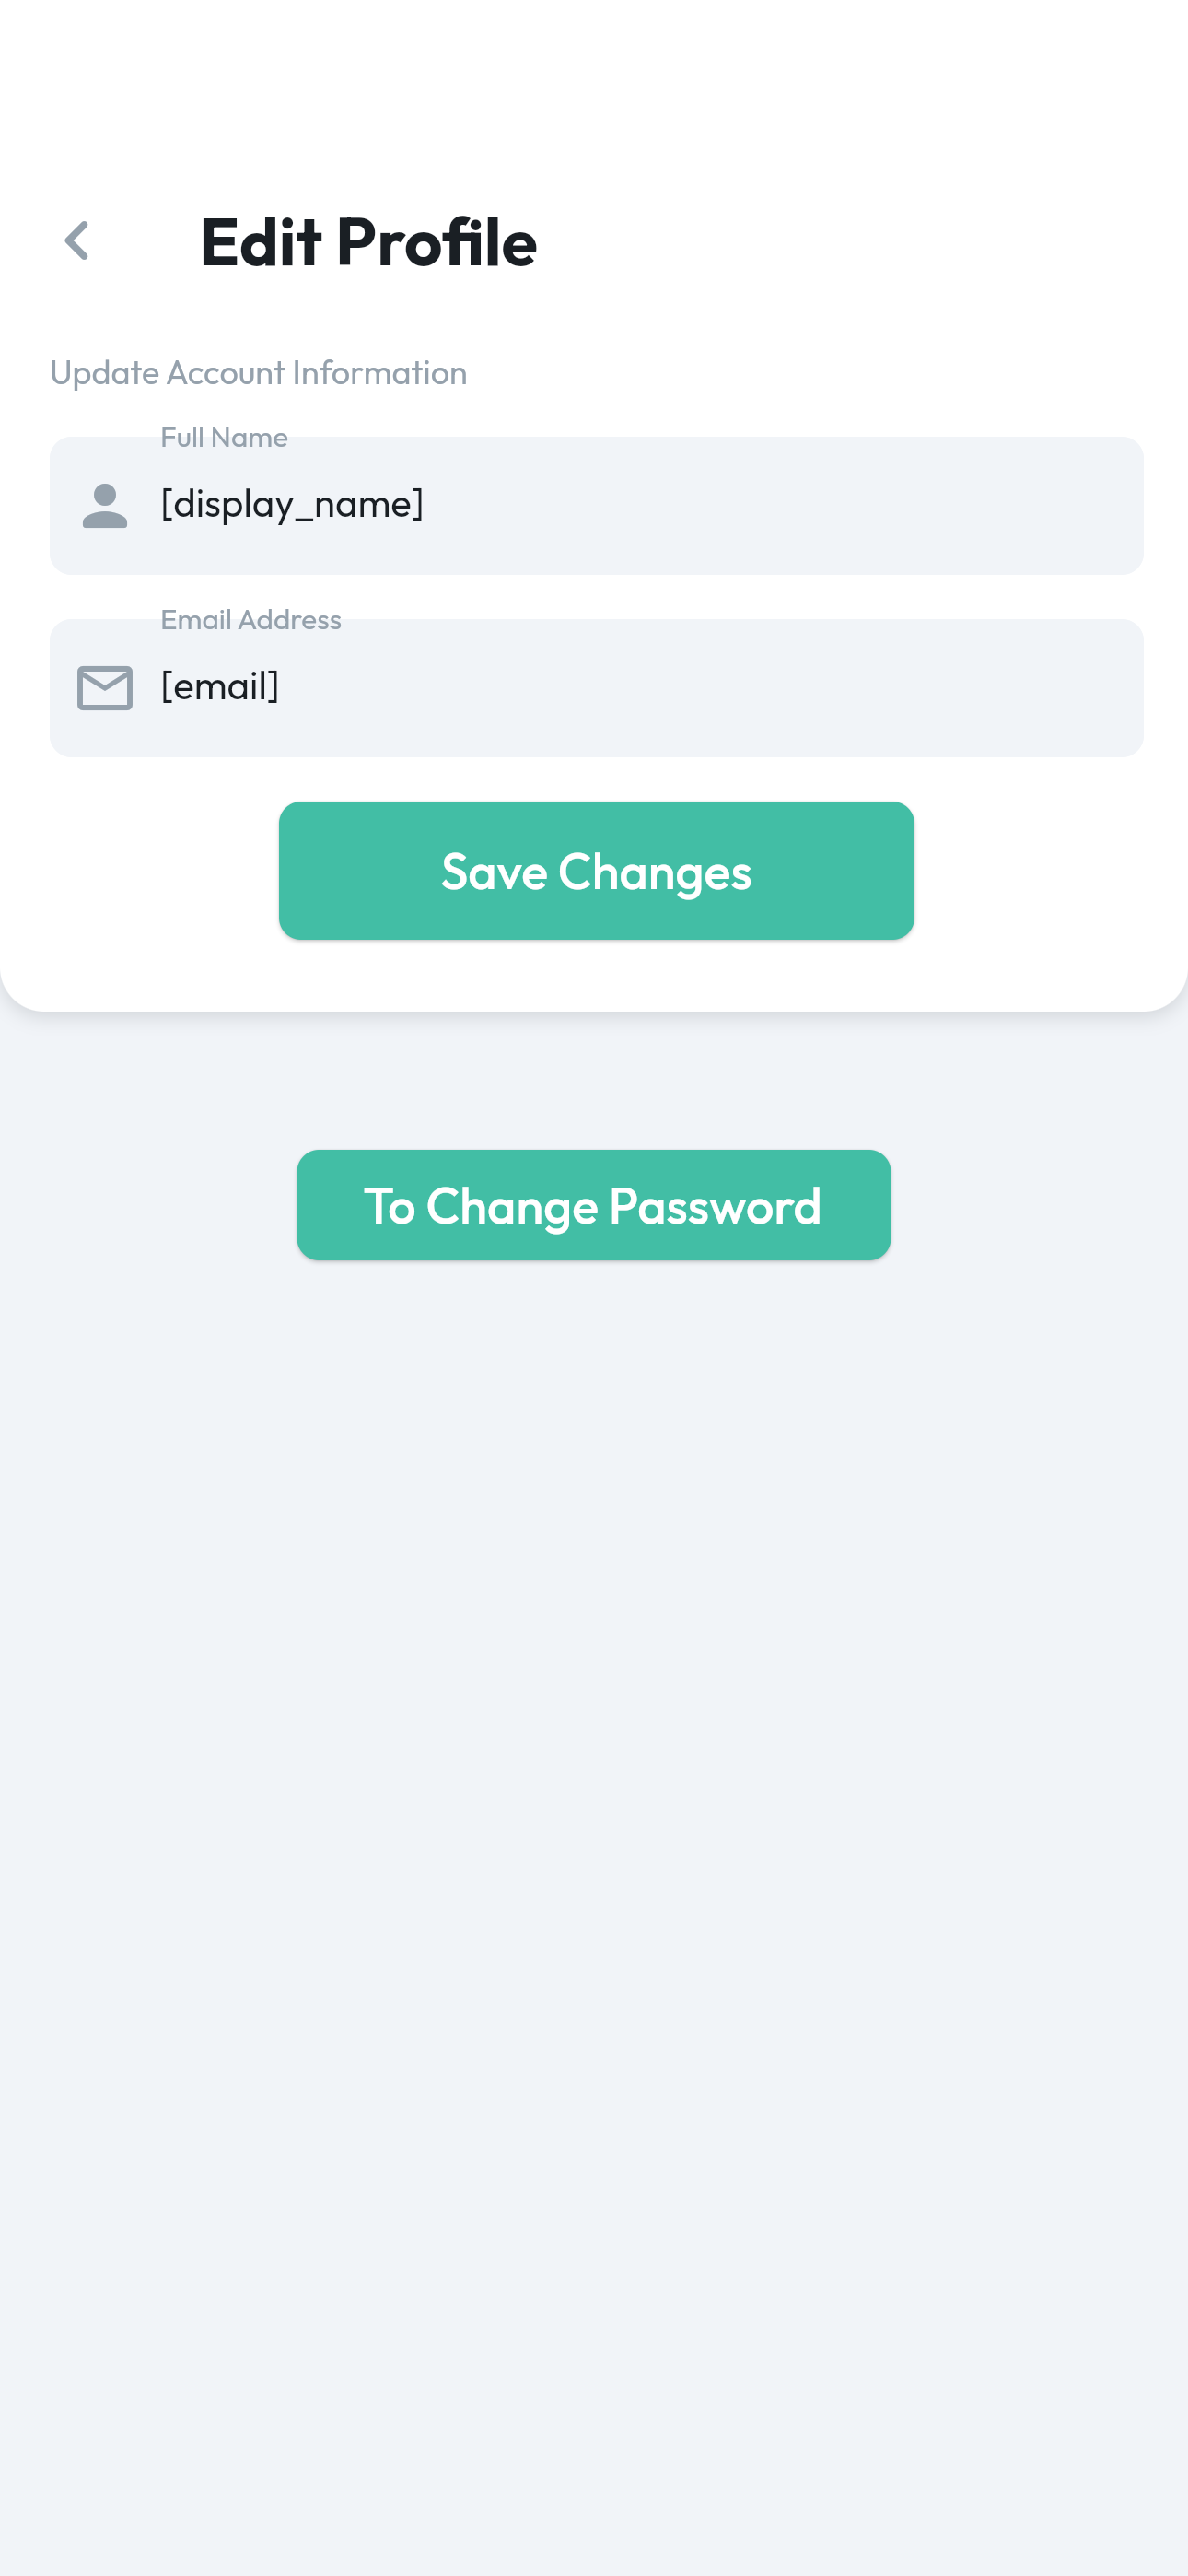 Edit Profile
Update Account Information
Full Name
[display_name]
Email Address
[email]
Save Changes
To Change Password